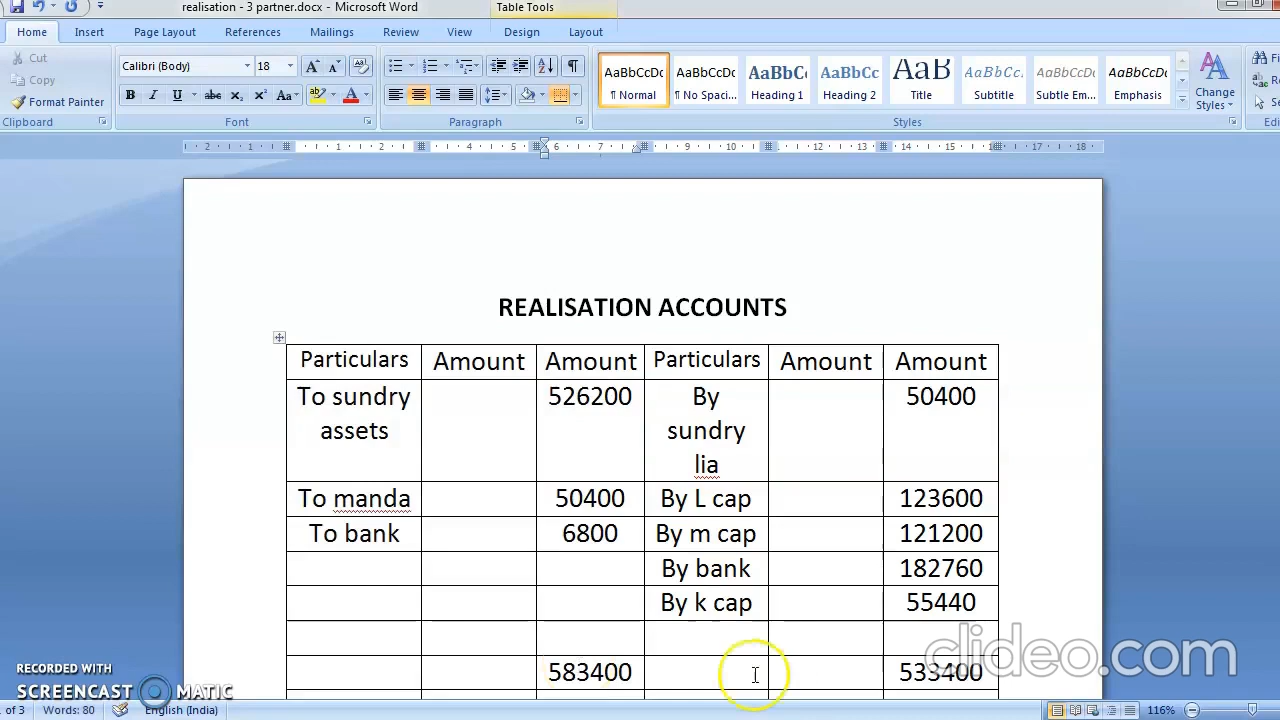 realisation - 3 partner.docx - Microsoft Word
Table Tools
Home Insert Page Layout References Mailings Review View Design Layout
Cut
Copy
Format Painter
Clipboard
Calibri (Body) 18
Font
Paragraph
AaBbCcDc AaBbCcDc AaBbCc AaBbCc AaB AaBbCcL AaBbCcDc AaBbCcDc
¶ Normal ¶ No Spaci... Heading 1 Heading 2 Title Subtitle Subtle Em... Emphasis
Change
Styles
Styles
REALISATION ACCOUNTS
Particulars Amount Amount Particulars Amount Amount
To sundry assets 526200 By sundry lia 50400
To manda 50400 By L cap 123600
To bank 6800 By m cap 121200
By bank 182760
By k cap 55440
583400 533400
clideo.com
RECORDED WITH
SCREENCAST MATIC
1 of 3 Words: 80 English (India) 116%